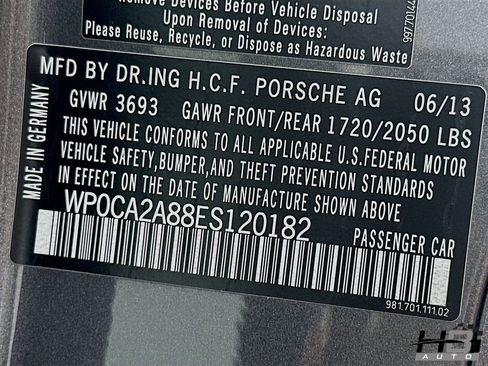 Devices Before Vehicle Disposal
Upon Removal of Devices:
Please Reuse, Recycle, or Dispose as Hazardous Waste
MFD BY DR.ING H.C.F. PORSCHE AG 06/13
GVWR 3693 GAWR FRONT/REAR 1720/2050 LBS
THIS VEHICLE CONFORMS TO ALL APPLICABLE U.S.FEDERAL MOTOR
VEHICLE SAFETY,BUMPER,AND THEFT PREVENTION STANDARDS
IN EFFECT ON THE DATE OF MANUFACTURE SHOWN ABOVE
WP0CA2A88ES120182
PASSENGER CAR
MADE IN GERMANY
981.701.111.02
AUTO